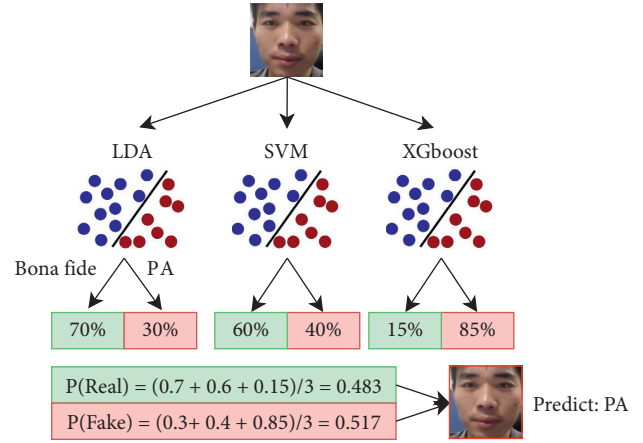 LDA SVM XGboost
Bona fide PA
70% 30% 60% 40% 15% 85%
P(Real) = (0.7 + 0.6 + 0.15)/3 = 0.483
P(Fake) = (0.3+ 0.4 + 0.85)/3 = 0.517
Predict: PA